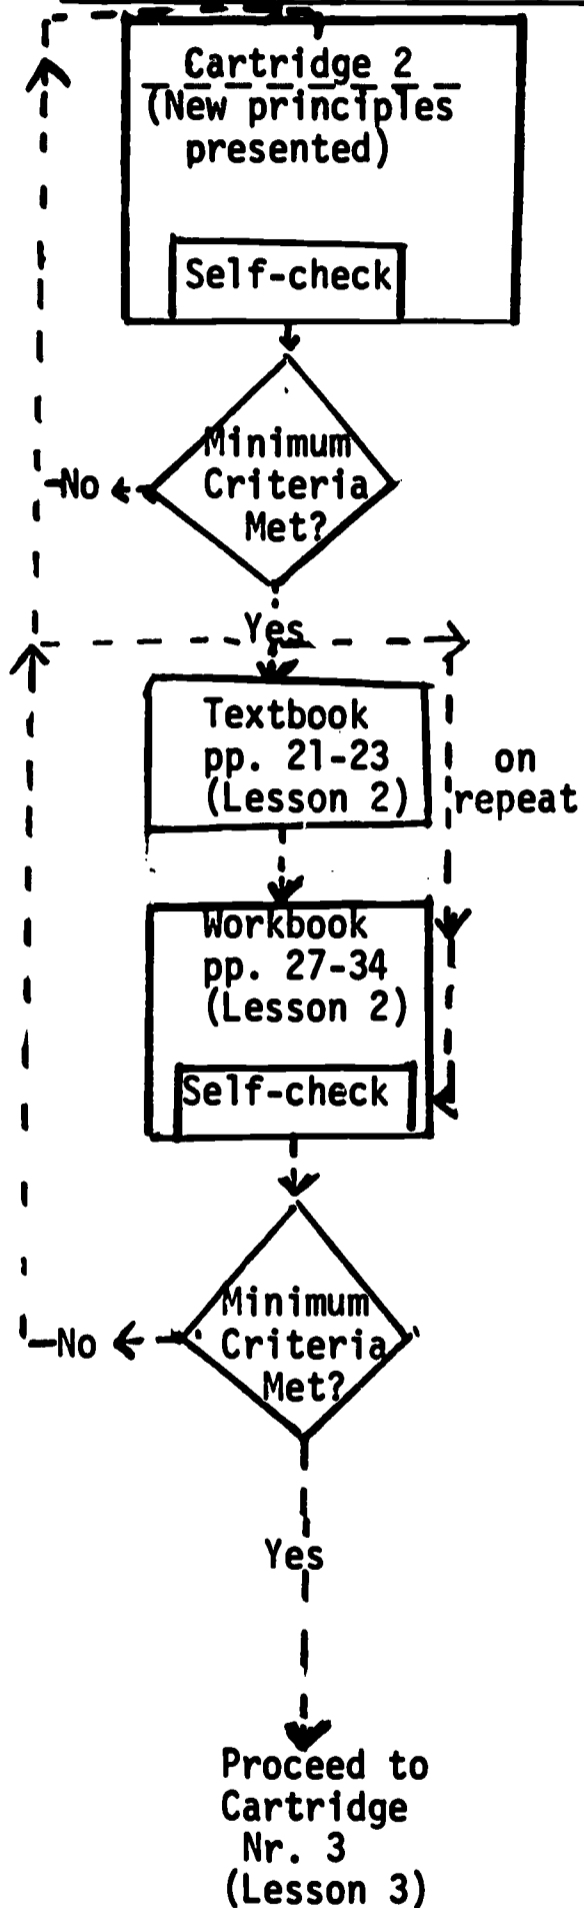 Cartridge 2
(New principles
presented)
Self-check
Minimum
Criteria
Met?
No
Yes
Textbook
pp. 21-23
(Lesson 2)
on
repeat
Workbook
pp. 27-34
(Lesson 2)
Self-check
Minimum
Criteria
Met?
No
Yes
Proceed to
Cartridge
Nr. 3
(Lesson 3)